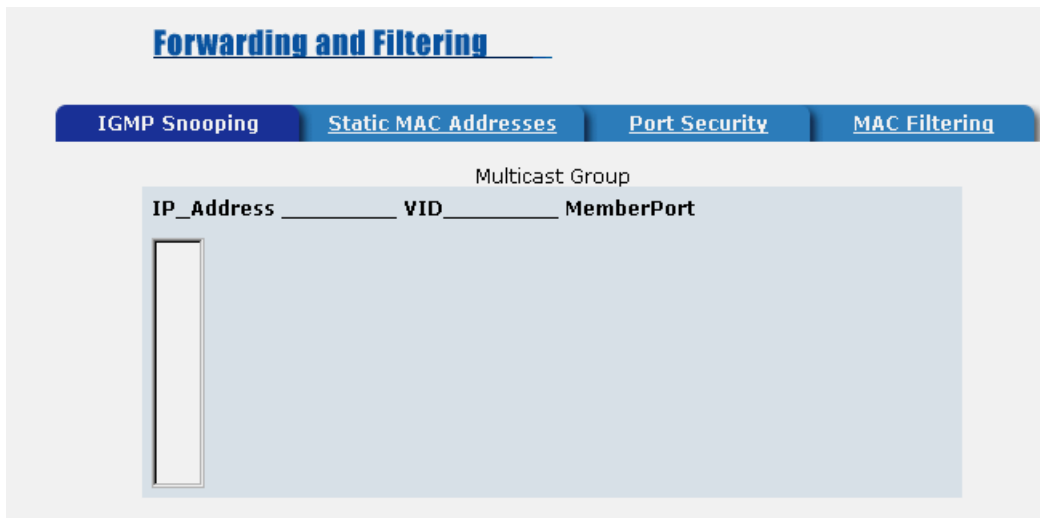 Forwarding and Filtering
IGMP Snooping Static MAC Addresses Port Security MAC Filtering
Multicast Group
IP_Address __________ VID__________ MemberPort